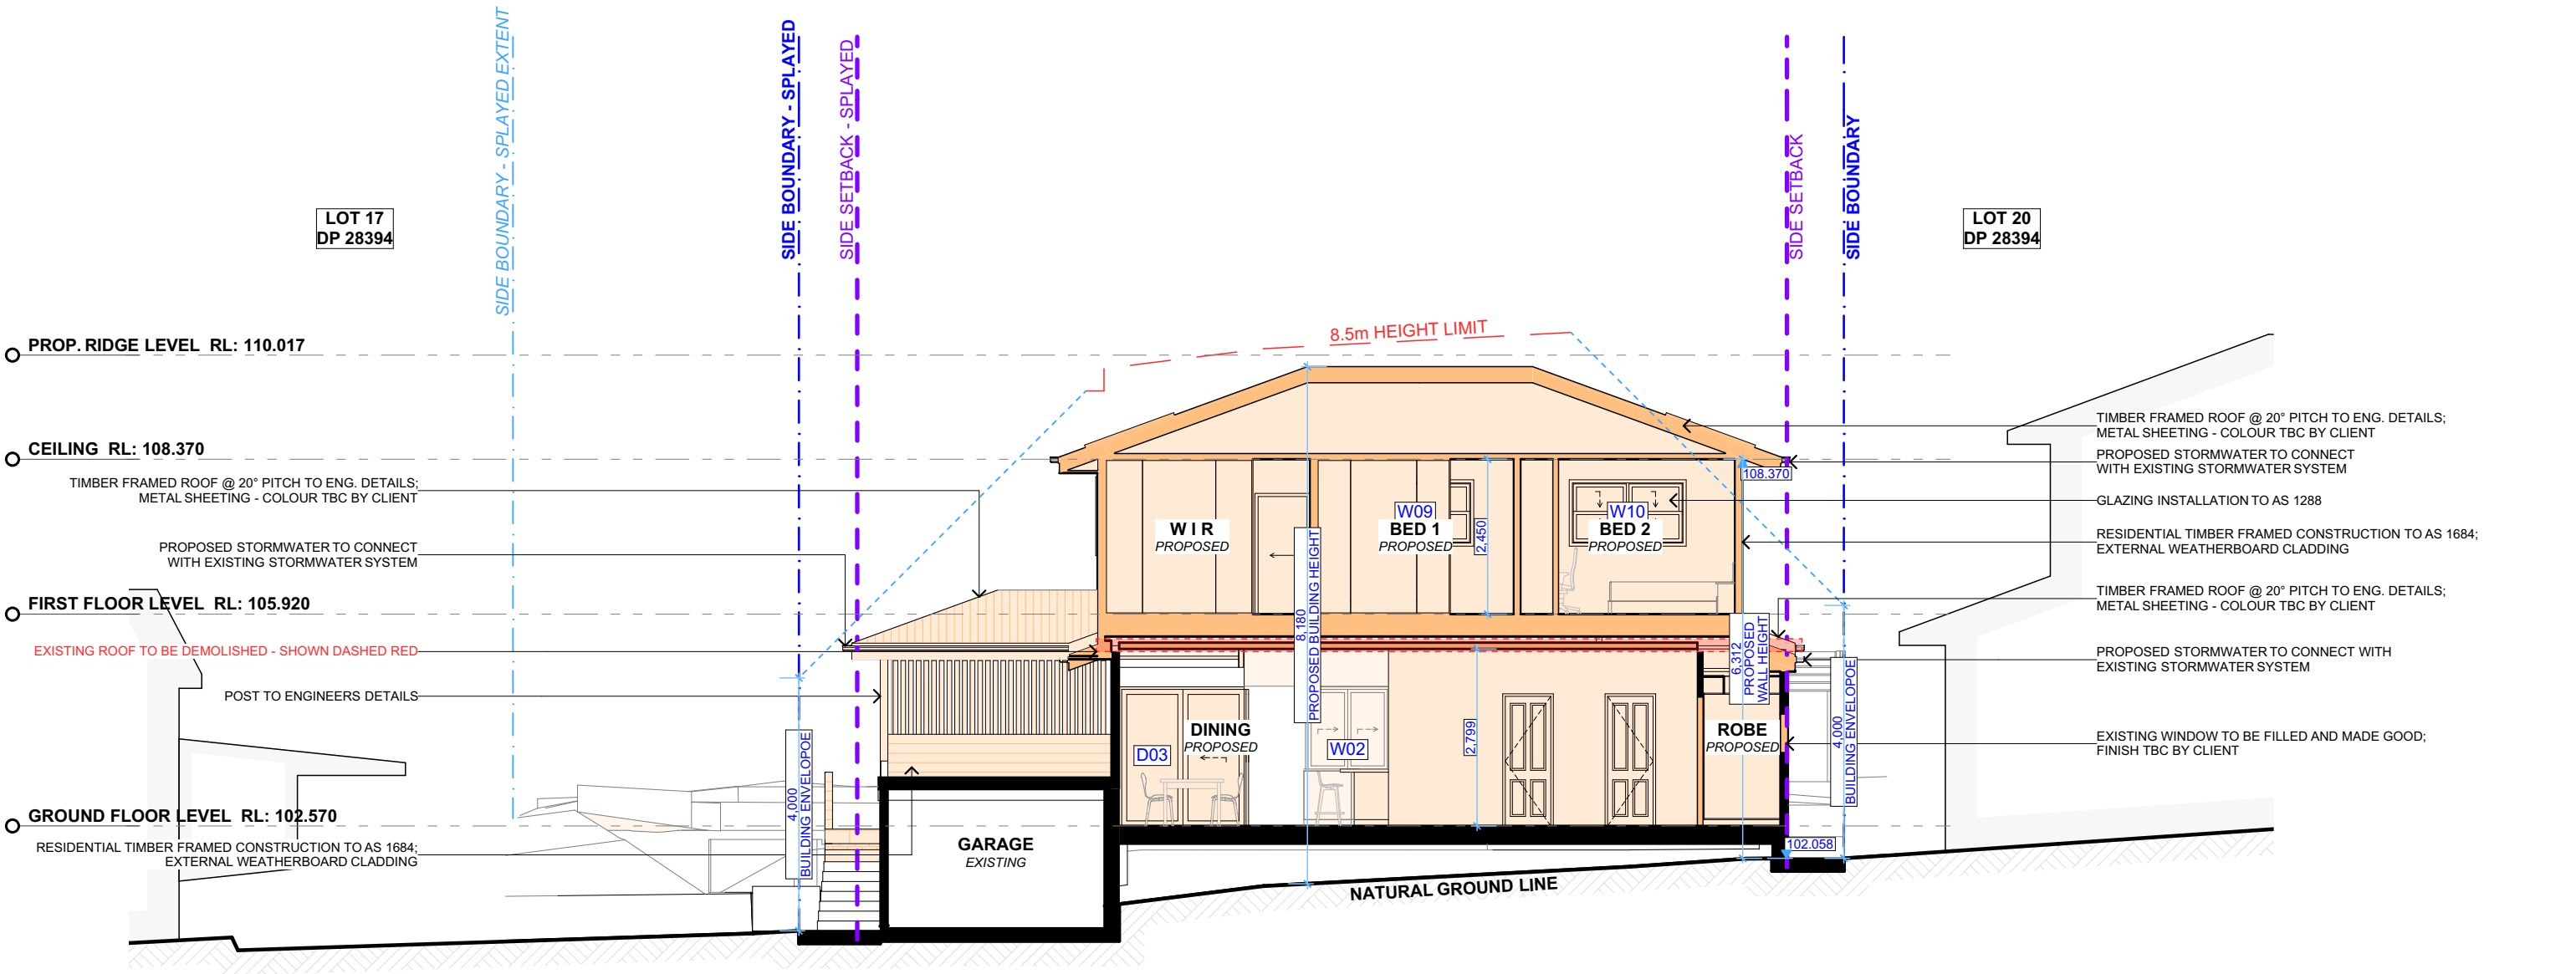 SIDE BOUNDARY - SPLAYED EXTENT
SIDE BOUNDARY - SPLAYED
SIDE SETBACK - SPLAYED
SIDE SETBACK
SIDE BOUNDARY
LOT 17
DP 28394
LOT 20
DP 28394
8.5m HEIGHT LIMIT
PROP. RIDGE LEVEL RL: 110.017
CEILING RL: 108.370
TIMBER FRAMED ROOF @ 20° PITCH TO ENG. DETAILS;
METAL SHEETING - COLOUR TBC BY CLIENT
PROPOSED STORMWATER TO CONNECT
WITH EXISTING STORMWATER SYSTEM
FIRST FLOOR LEVEL RL: 105.920
EXISTING ROOF TO BE DEMOLISHED - SHOWN DASHED RED
POST TO ENGINEERS DETAILS
GROUND FLOOR LEVEL RL: 102.570
RESIDENTIAL TIMBER FRAMED CONSTRUCTION TO AS 1684;
EXTERNAL WEATHERBOARD CLADDING
4,000
BUILDING ENVELOPOE
W I R
PROPOSED
W09
BED 1
PROPOSED
2,450
W10
BED 2
PROPOSED
108.370
8,180
PROPOSED BUILDING HEIGHT
6,312
PROPOSED
WALL HEIGHT
D03
DINING
PROPOSED
W02
2,799
ROBE
PROPOSED
GARAGE
EXISTING
102.058
NATURAL GROUND LINE
4,000
BUILDING ENVELOPOE
TIMBER FRAMED ROOF @ 20° PITCH TO ENG. DETAILS;
METAL SHEETING - COLOUR TBC BY CLIENT
PROPOSED STORMWATER TO CONNECT
WITH EXISTING STORMWATER SYSTEM
GLAZING INSTALLATION TO AS 1288
RESIDENTIAL TIMBER FRAMED CONSTRUCTION TO AS 1684;
EXTERNAL WEATHERBOARD CLADDING
TIMBER FRAMED ROOF @ 20° PITCH TO ENG. DETAILS;
METAL SHEETING - COLOUR TBC BY CLIENT
PROPOSED STORMWATER TO CONNECT WITH
EXISTING STORMWATER SYSTEM
EXISTING WINDOW TO BE FILLED AND MADE GOOD;
FINISH TBC BY CLIENT